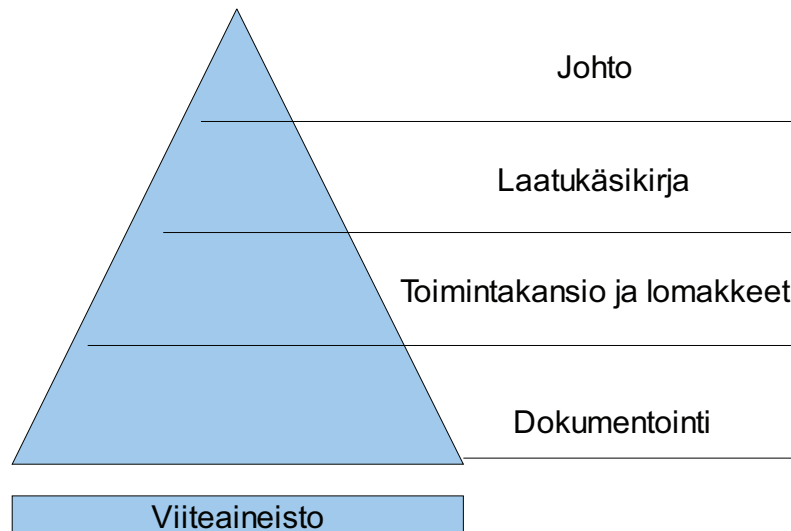 Johto
Laatukäsikirja
Toimintakansio ja lomakkeet
Dokumentointi
Viiteaineisto